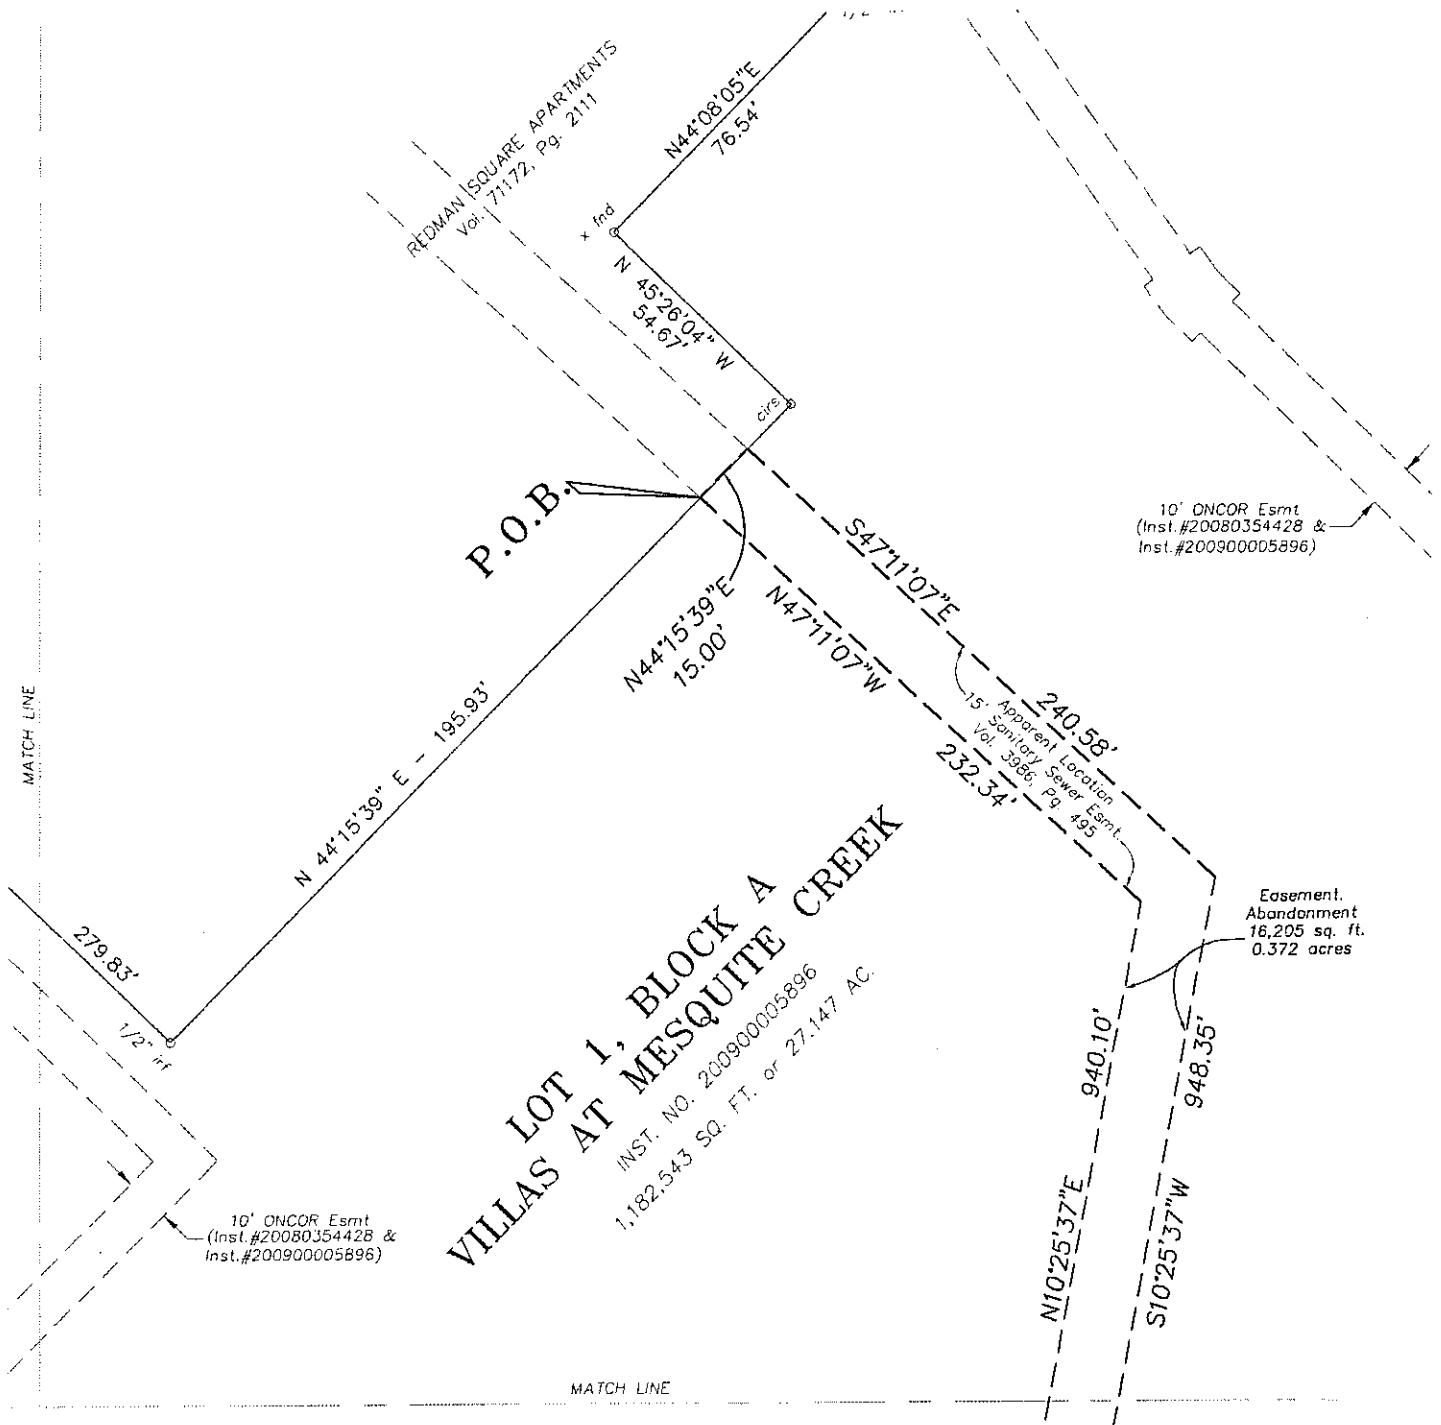 N44°08'05"E
76.54'
REDMAN SQUARE APARTMENTS
Vol. 71172, Pg. 2111
x fnd
N 45°26'04" W
54.67'
cirs
P.O.B.
10' ONCOR Esmt
(Inst.#20080354428 &
Inst.#200900005896)
S47°11'07"E
240.58'
N44°15'39"E
15.00'
N47°11'07"W
232.34'
Apparent Location
15' Sanitary Sewer Esmt.
Vol. 3986, Pg. 495
MATCH LINE
N 44°15'39" E - 195.93'
Easement
Abandonment
16,205 sq. ft.
0.372 acres
279.83'
1/2" irf
LOT 1, BLOCK A
VILLAS AT MESQUITE CREEK
INST. NO. 200900005896
1,182,543 SQ. FT. or 27.147 AC.
940.10'
N10°25'37"E
948.35'
S10°25'37"W
10' ONCOR Esmt
(Inst.#20080354428 &
Inst.#200900005896)
MATCH LINE